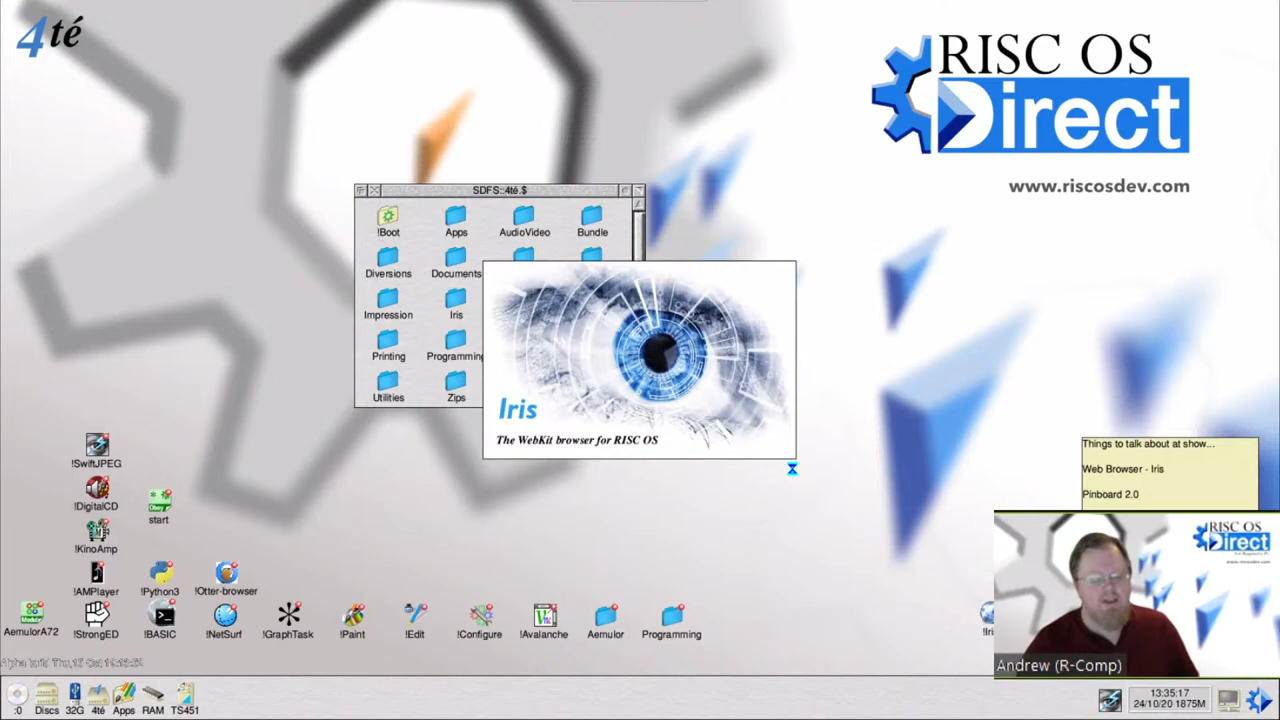 4té
RISC OS
Direct
www.riscosdev.com
SDFS::4té.$
!Boot
Apps
AudioVideo
Bundle
Diversions
Documents
Impression
Iris
Printing
Programming
Utilities
Zips
Iris
The WebKit browser for RISC OS
!SwiftJPEG
!DigitalCD
start
!KinoAmp
!AMPlayer
!Python3
!Otter-browser
AemulorA72
!StrongED
!BASIC
!NetSurf
!GraphTask
!Paint
!Edit
!Configure
!Avalanche
Aemulor
Programming
Things to talk about at show...
Web Browser - Iris
Pinboard 2.0
RISC OS
Direct
Andrew (R-Comp)
:0
Discs
32G
4té
Apps
RAM
TS451
13:35:17
24/10/20 1875M